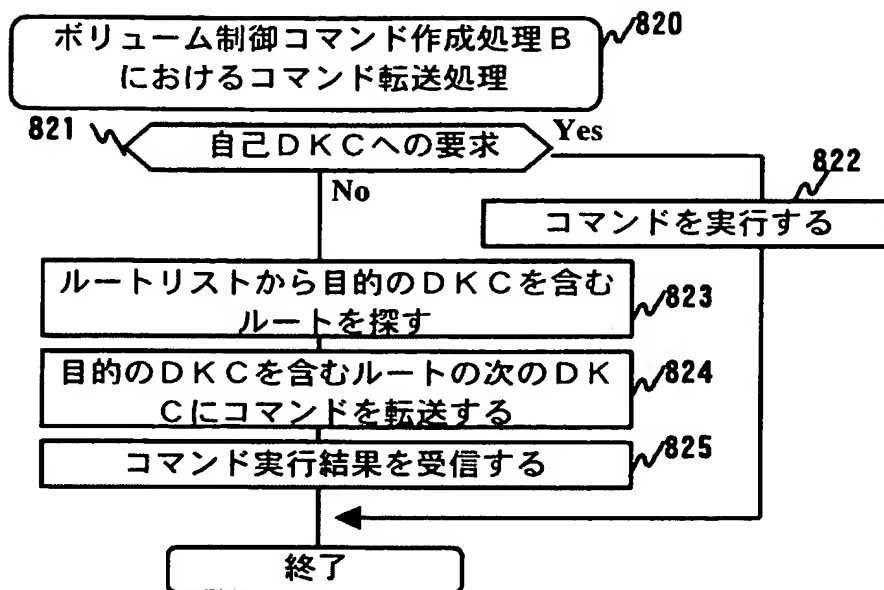 ボリューム制御コマンド作成処理B
におけるコマンド転送処理
820
821
自己DKCへの要求
Yes
No
822
コマンドを実行する
ルートリストから目的のDKCを含む
ルートを探す
823
目的のDKCを含むルートの次のDK
Cにコマンドを転送する
824
コマンド実行結果を受信する
825
終了